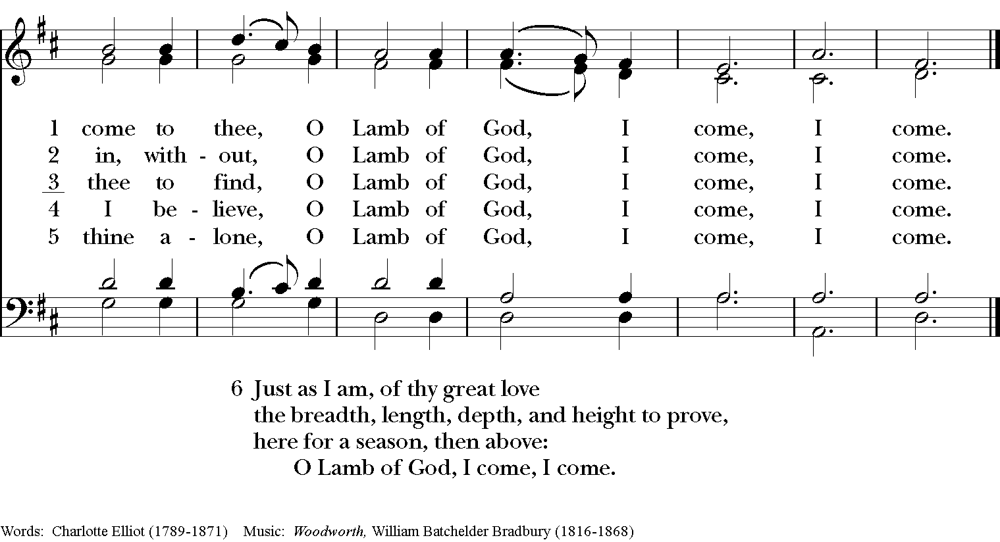 1 come to thee, O Lamb of God, I come, I come.
2 in, with - out, O Lamb of God, I come, I come.
3 thee to find, O Lamb of God, I come, I come.
4 I be - lieve, O Lamb of God, I come, I come.
5 thine a - lone, O Lamb of God, I come, I come.
6 Just as I am, of thy great love
the breadth, length, depth, and height to prove,
here for a season, then above:
O Lamb of God, I come, I come.
Words: Charlotte Elliot (1789-1871) Music: Woodworth, William Batchelder Bradbury (1816-1868)